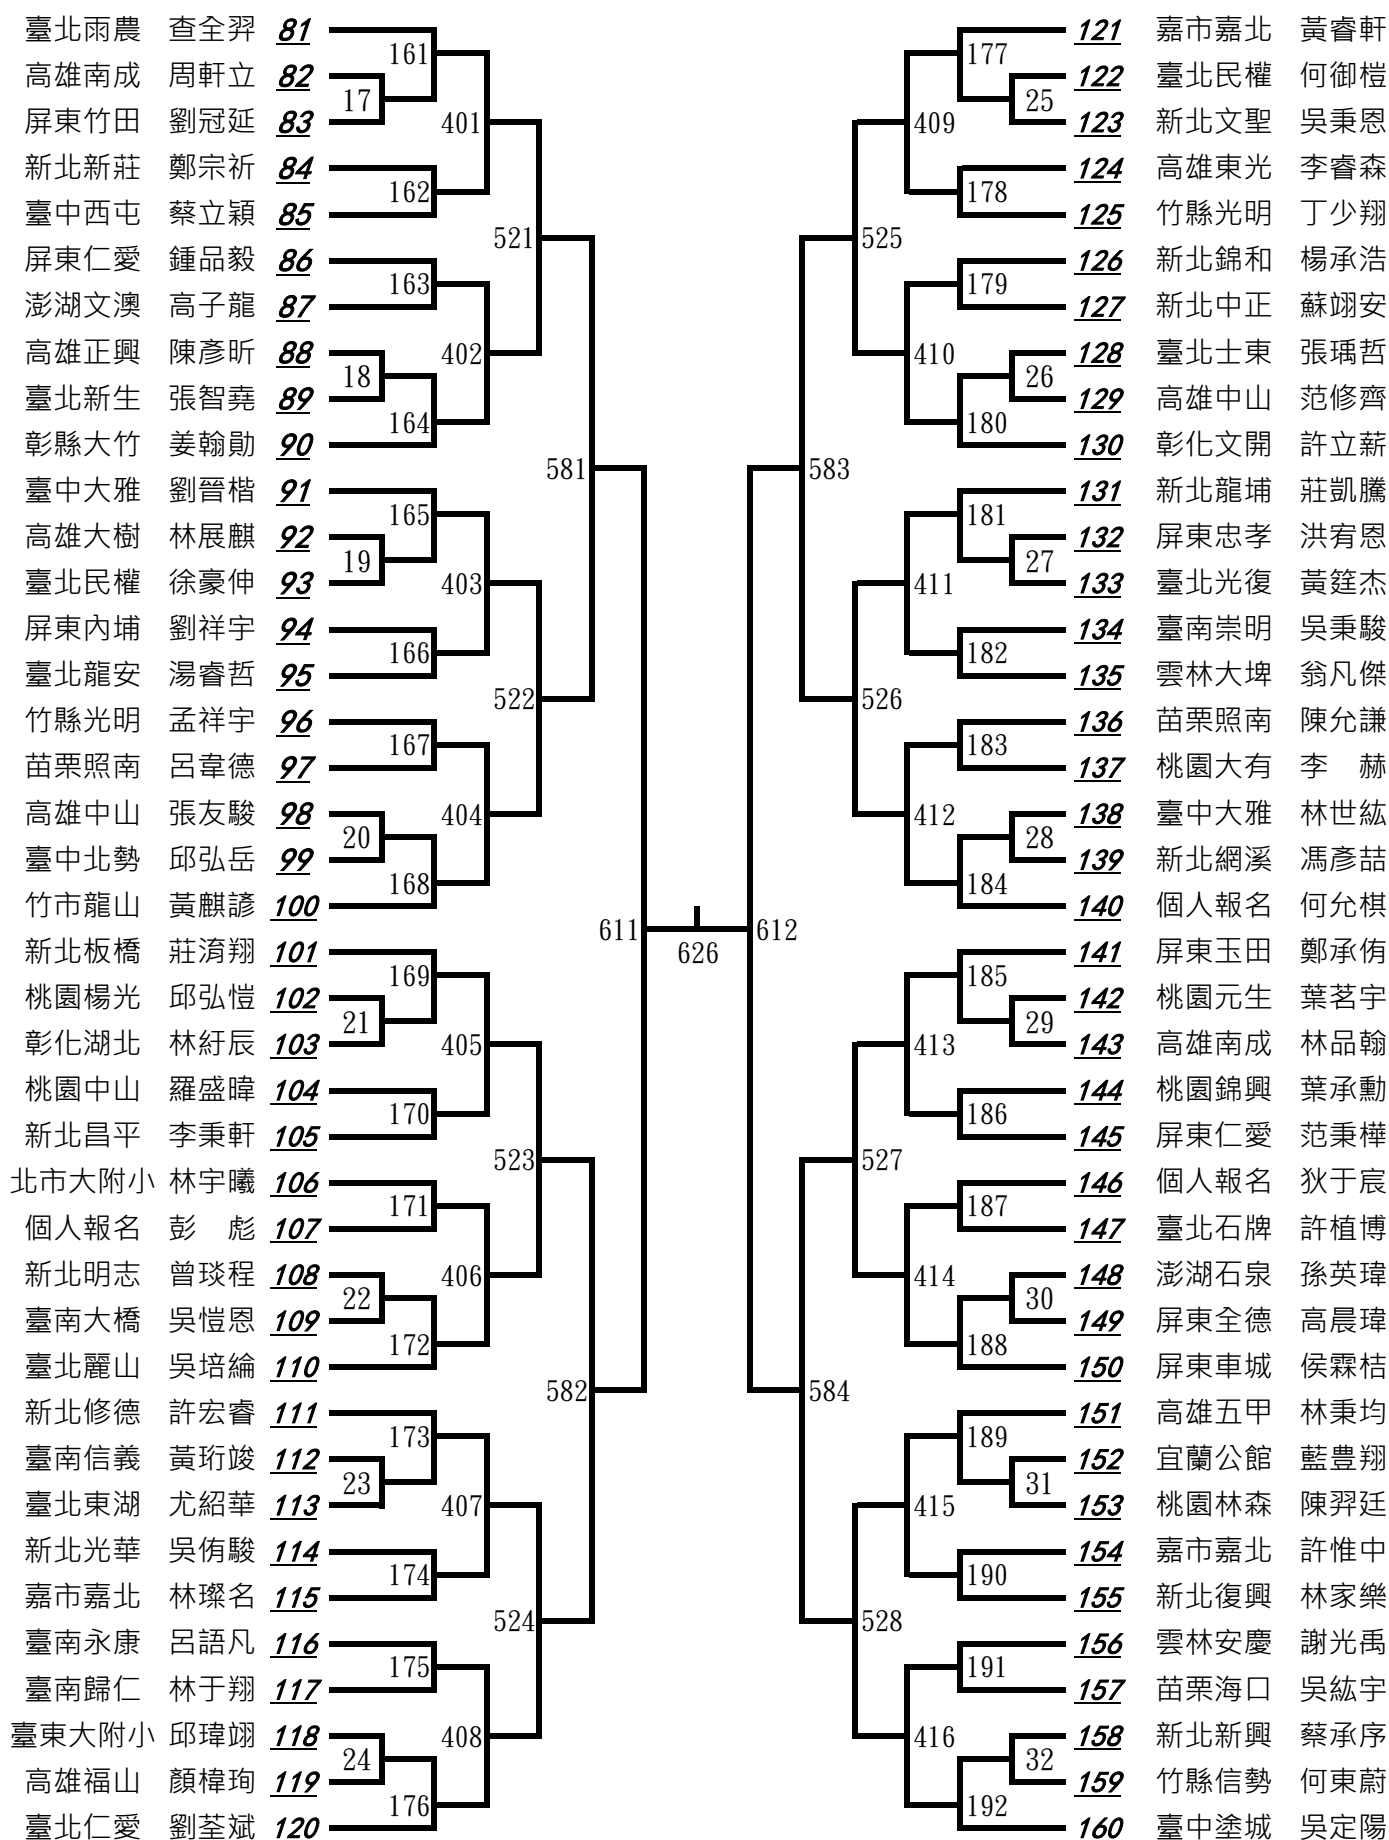 臺北雨農 查全羿 81
161
高雄南成 周軒立 82
17
屏東竹田 劉冠延 83
401
新北新莊 鄭宗祈 84
162
臺中西屯 蔡立穎 85
521
屏東仁愛 鍾品毅 86
163
澎湖文澳 高子龍 87
402
高雄正興 陳彥昕 88
18
臺北新生 張智堯 89
164
彰縣大竹 姜翰勛 90
581
臺中大雅 劉晉楷 91
165
高雄大樹 林展麒 92
19
臺北民權 徐豪伸 93
403
屏東內埔 劉祥宇 94
166
臺北龍安 湯睿哲 95
522
竹縣光明 孟祥宇 96
167
苗栗照南 呂韋德 97
404
高雄中山 張友駿 98
20
臺中北勢 邱弘岳 99
168
竹市龍山 黃麒諺 100
611
新北板橋 莊淯翔 101
169
桃園楊光 邱弘愷 102
21
彰化湖北 林紆辰 103
405
桃園中山 羅盛暐 104
170
新北昌平 李秉軒 105
523
北市大附小 林宇曦 106
171
個人報名 彭 彪 107
406
新北明志 曾琰程 108
22
臺南大橋 吳愷恩 109
172
臺北麗山 吳培綸 110
582
新北修德 許宏睿 111
173
臺南信義 黃珩竣 112
23
臺北東湖 尤紹華 113
407
新北光華 吳侑駿 114
174
嘉市嘉北 林璨名 115
524
臺南永康 呂語凡 116
175
臺南歸仁 林于翔 117
408
臺東大附小 邱瑋翊 118
24
高雄福山 顏樟珣 119
176
臺北仁愛 劉荃斌 120
626
121 嘉市嘉北 黃睿軒
177
122 臺北民權 何御榿
25
123 新北文聖 吳秉恩
409
124 高雄東光 李睿森
178
125 竹縣光明 丁少翔
525
126 新北錦和 楊承浩
179
127 新北中正 蘇翊安
410
128 臺北士東 張瑀哲
26
129 高雄中山 范修齊
180
130 彰化文開 許立薪
583
131 新北龍埔 莊凱騰
181
132 屏東忠孝 洪宥恩
27
133 臺北光復 黃筳杰
411
134 臺南崇明 吳秉駿
182
135 雲林大埤 翁凡傑
526
136 苗栗照南 陳允謙
183
137 桃園大有 李 赫
412
138 臺中大雅 林世紘
28
139 新北網溪 馮彥喆
184
140 個人報名 何允棋
612
141 屏東玉田 鄭承侑
185
142 桃園元生 葉茗宇
29
143 高雄南成 林品翰
413
144 桃園錦興 葉承勳
186
145 屏東仁愛 范秉樺
527
146 個人報名 狄于宸
187
147 臺北石牌 許植博
414
148 澎湖石泉 孫英瑋
30
149 屏東全德 高晨瑋
188
150 屏東車城 侯霖桔
584
151 高雄五甲 林秉均
189
152 宜蘭公館 藍豊翔
31
153 桃園林森 陳羿廷
415
154 嘉市嘉北 許惟中
190
155 新北復興 林家樂
528
156 雲林安慶 謝光禹
191
157 苗栗海口 吳紘宇
416
158 新北新興 蔡承序
32
159 竹縣信勢 何東蔚
192
160 臺中塗城 吳定陽